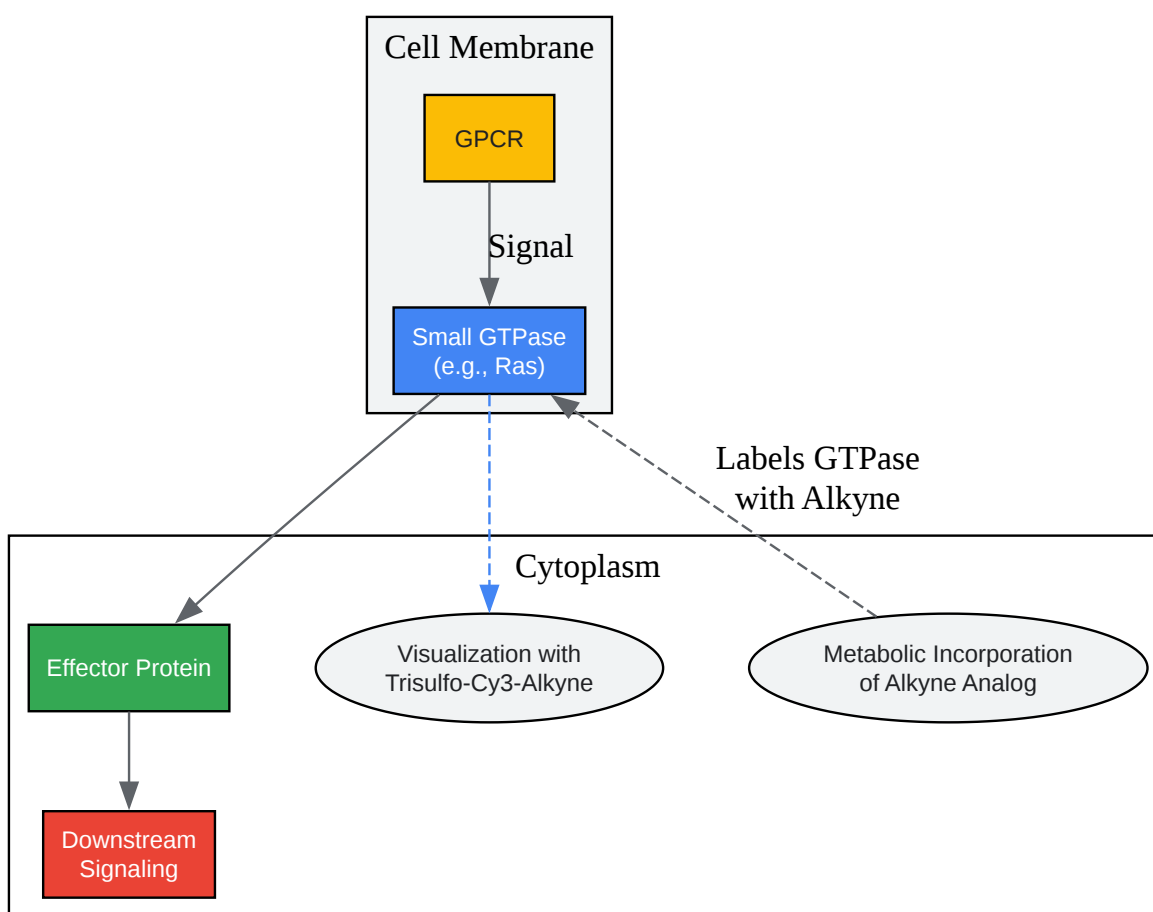 Cell Membrane
GPCR
Signal
Small GTPase
(e.g., Ras)
Labels GTPase
with Alkyne
Cytoplasm
Effector Protein
Visualization with
Trisulfo-Cy3-Alkyne
Metabolic Incorporation
of Alkyne Analog
Downstream
Signaling